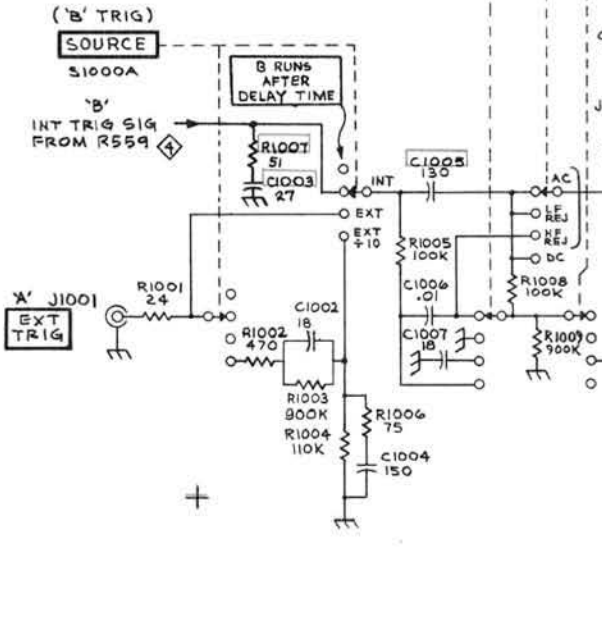 ('B' TRIG)
SOURCE
S1000A
'B'
INT TRIG SIG
FROM R559 4
B RUNS
AFTER
DELAY TIME
R1007
51
C1003
27
INT
EXT
EXT
÷10
C1005
130
AC
LF
REJ
HF
REJ
DC
R1005
100K
C1006
.01
C1007
18
R1008
100K
R1009
900K
'A' J1001
EXT
TRIG
R1001
24
R1002
470
C1002
18
R1003
900K
R1004
110K
R1006
75
C1004
150
J